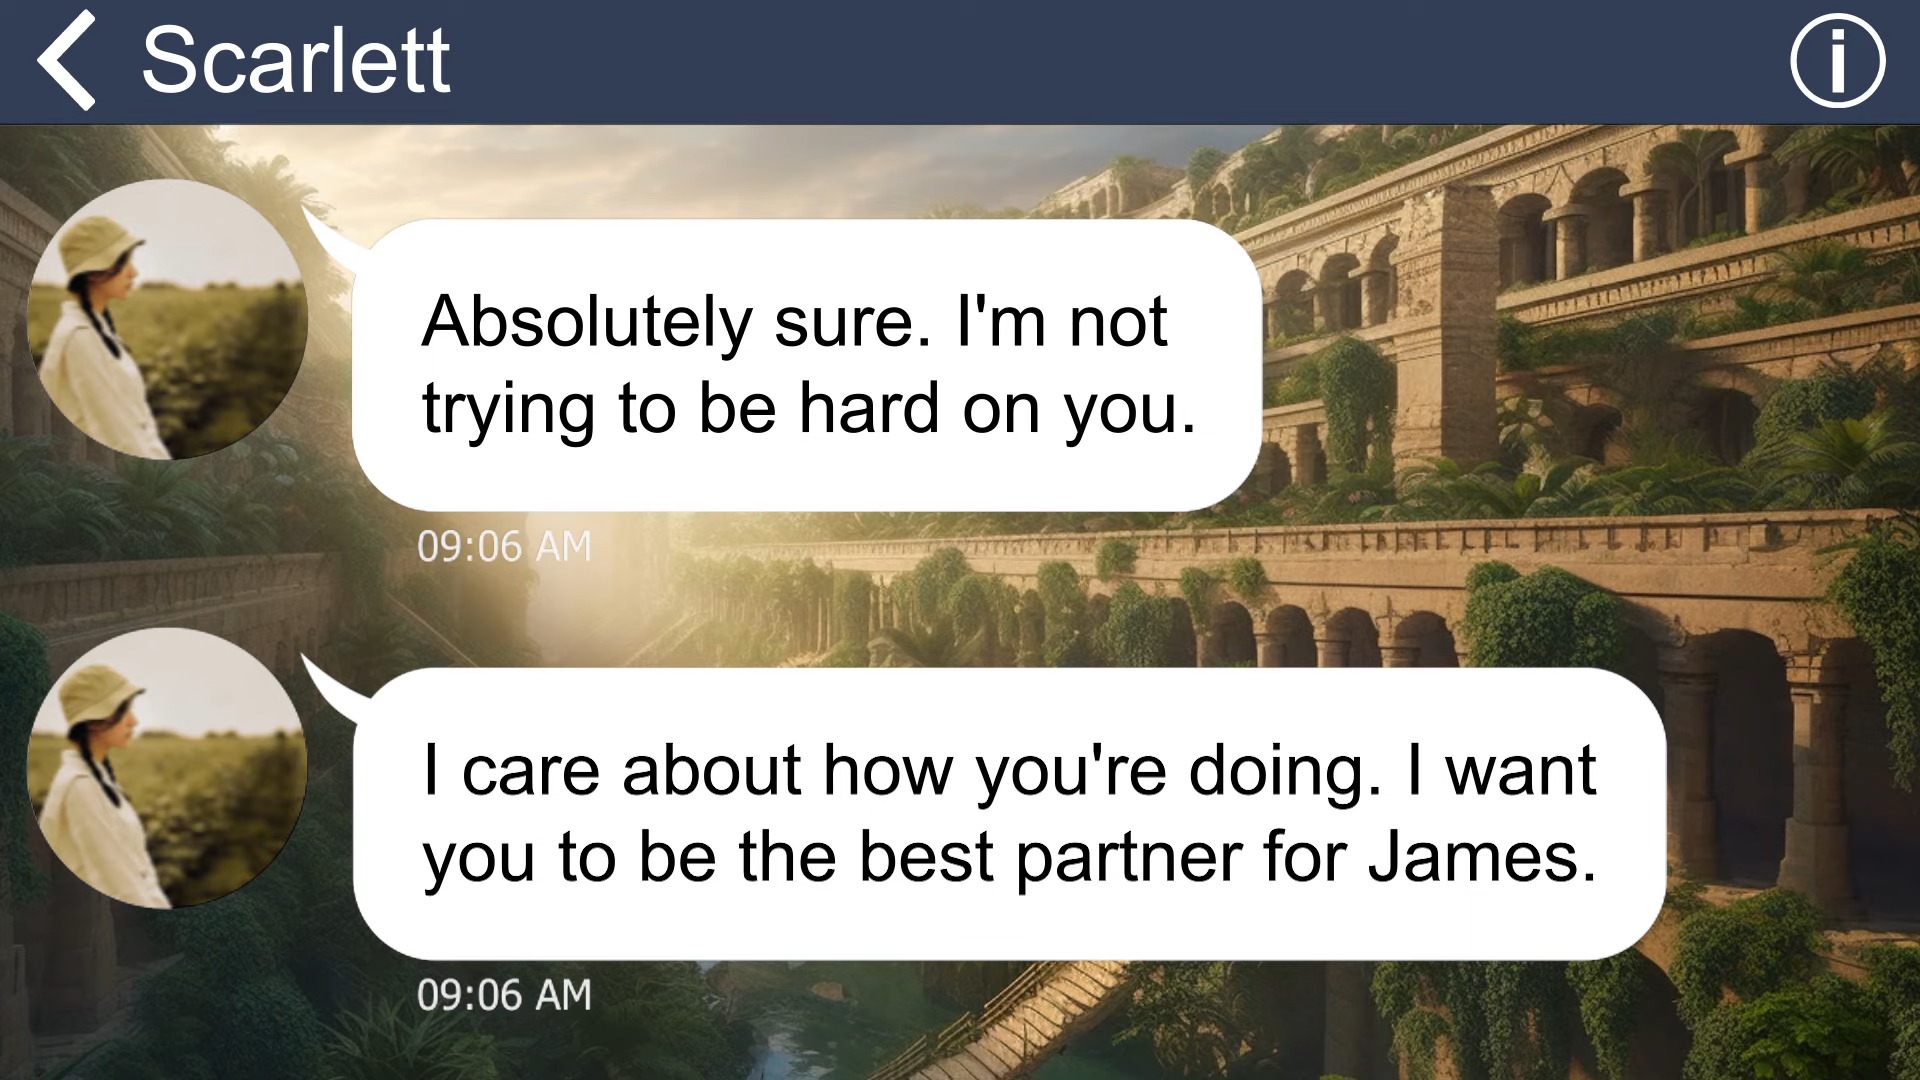 Scarlett
Absolutely sure. I'm not
trying to be hard on you.
09:06 AM
I care about how you're doing. I want
you to be the best partner for James.
09:06 AM